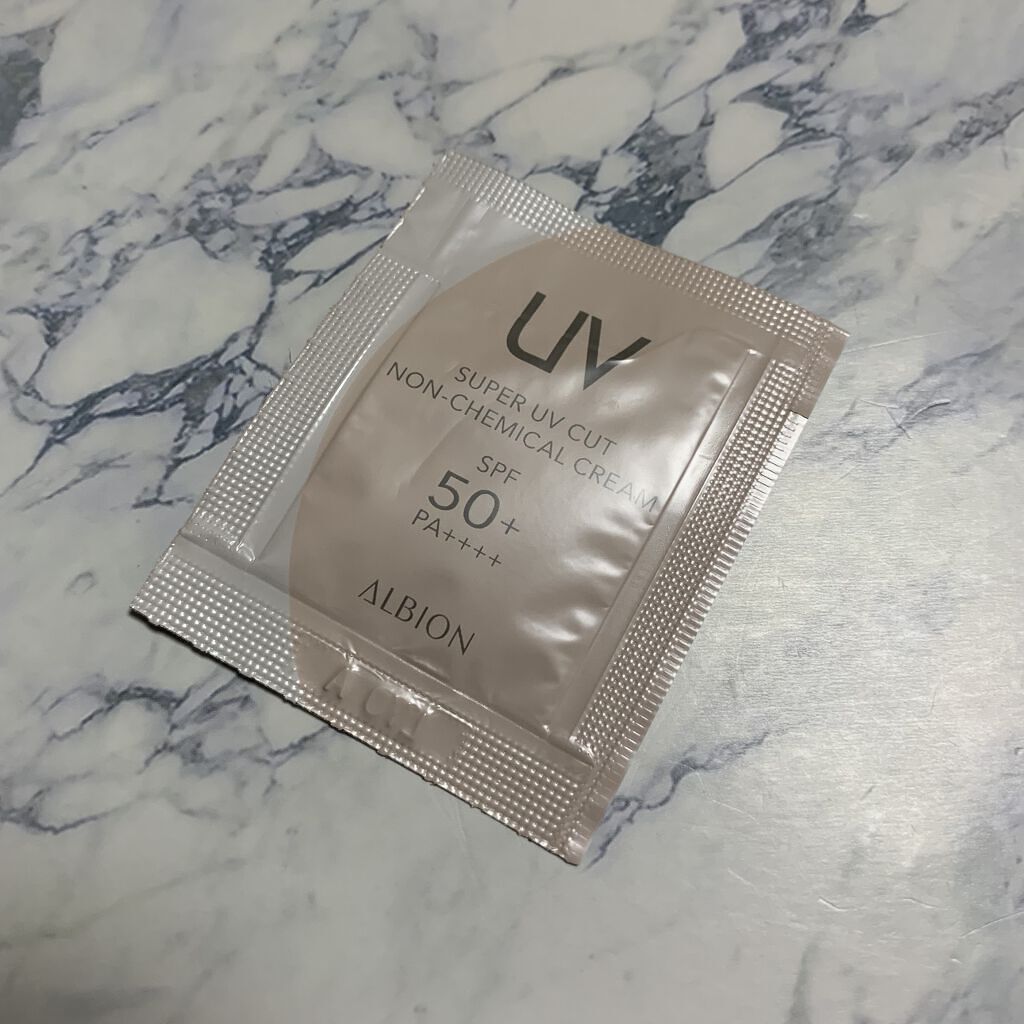 UV
SUPER UV CUT
NON-CHEMICAL CREAM
SPF
50+
PA++++
ALBION